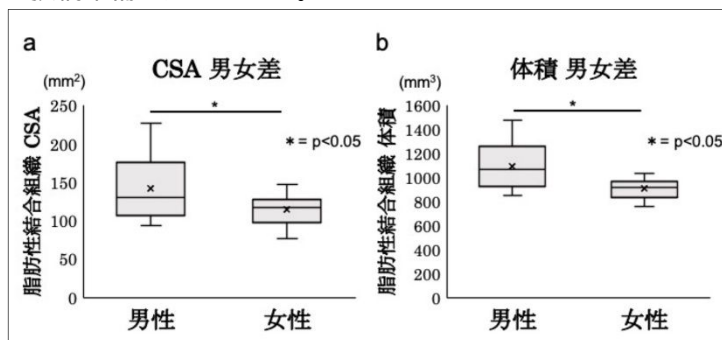 a
CSA 男女差
(mm²)
脂肪性結合組織 CSA
250
200
150
100
50
0
*
* = p<0.05
男性
女性
b
体積 男女差
(mm³)
脂肪性結合組織 体積
1600
1400
1200
1000
800
600
400
200
0
*
* = p<0.05
男性
女性